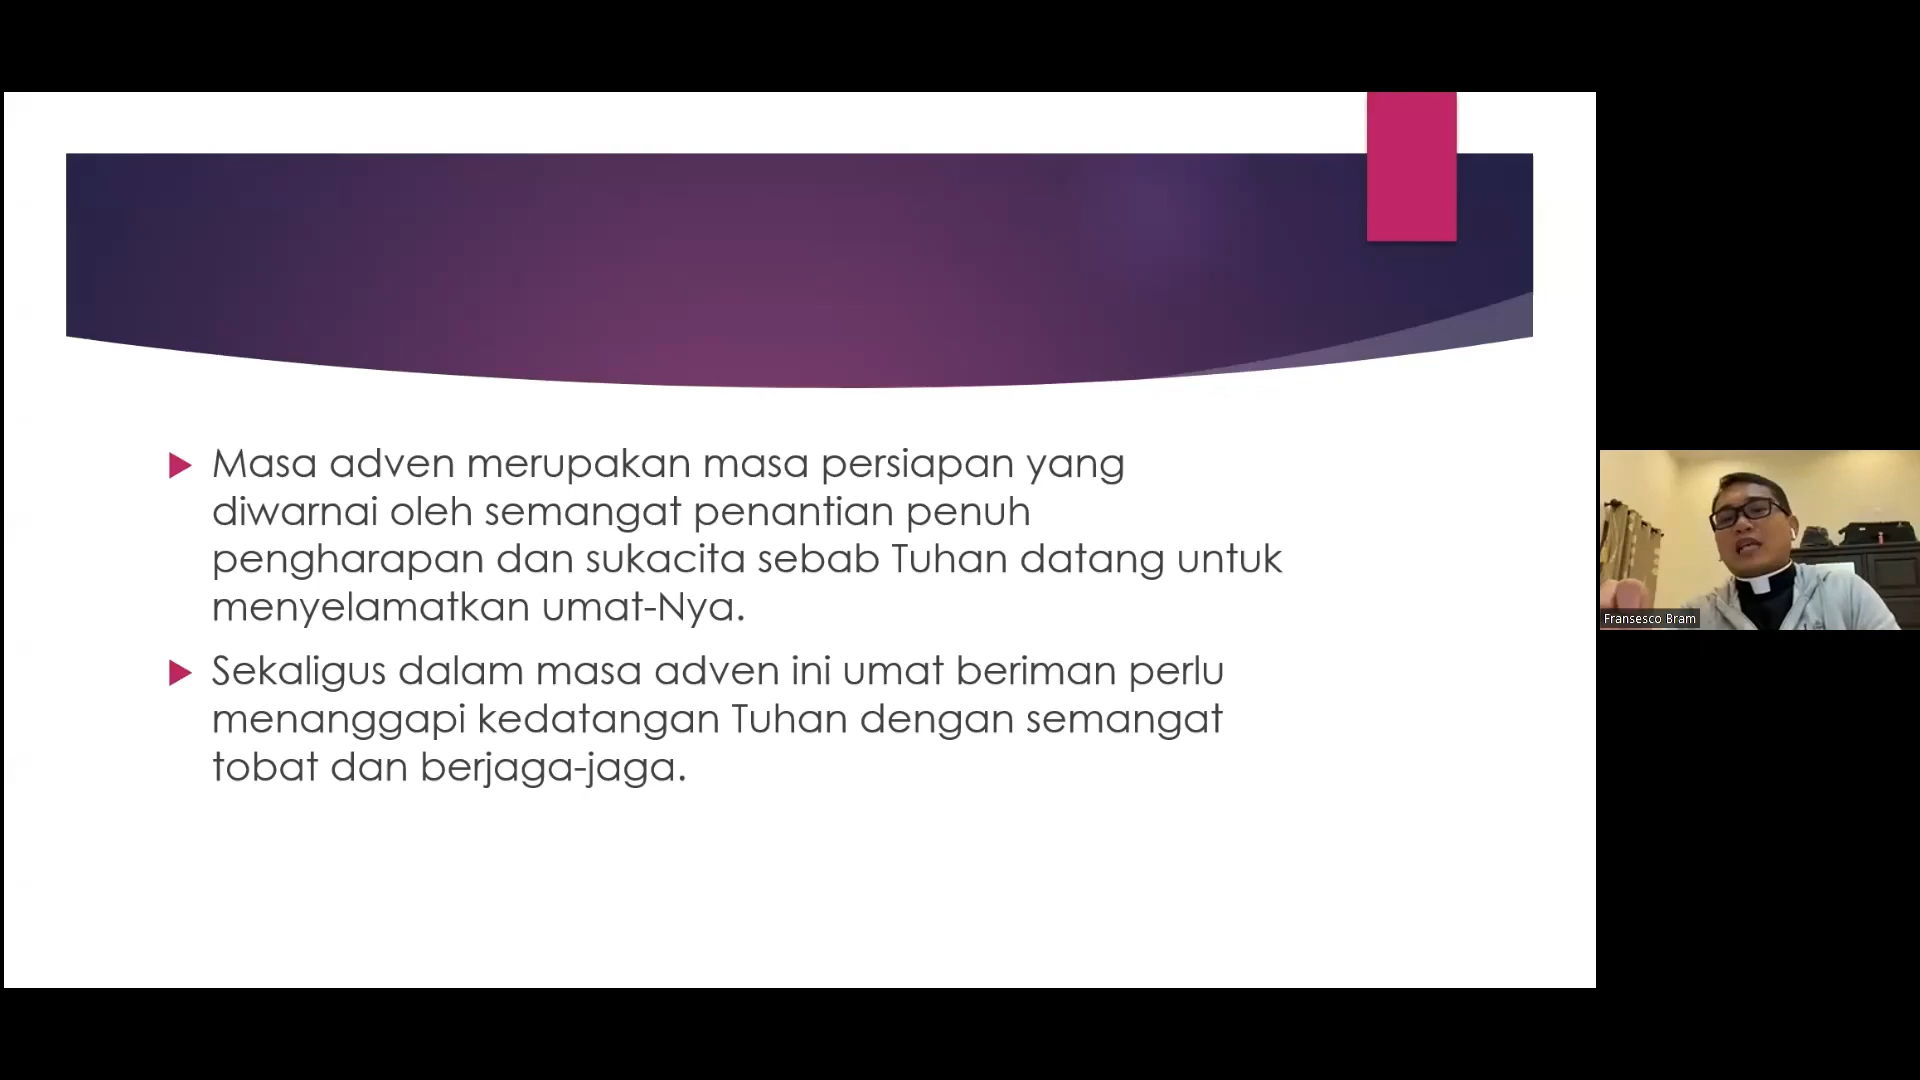 Masa adven merupakan masa persiapan yang
diwarnai oleh semangat penantian penuh
pengharapan dan sukacita sebab Tuhan datang untuk
menyelamatkan umat-Nya.
Sekaligus dalam masa adven ini umat beriman perlu
menanggapi kedatangan Tuhan dengan semangat
tobat dan berjaga-jaga.
Fransesco Bram